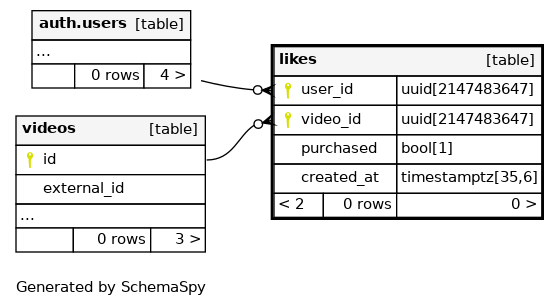 auth.users [table]
...
0 rows 4 >
videos [table]
id
external_id
...
0 rows 3 >
likes [table]
user_id uuid[2147483647]
video_id uuid[2147483647]
purchased bool[1]
created_at timestamptz[35,6]
< 2 0 rows 0 >
Generated by SchemaSpy